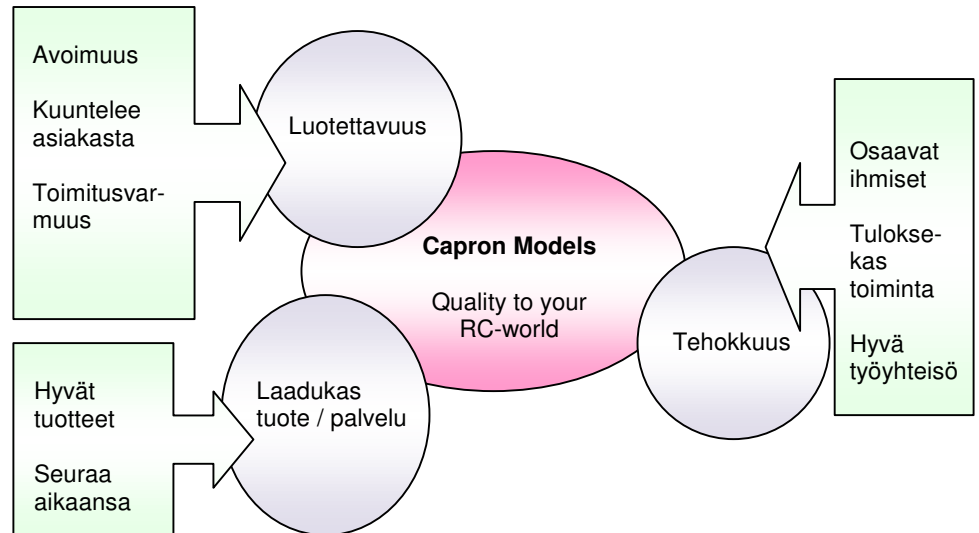 Avoimuus
Kuuntelee
asiakasta
Toimitusvar-
muus
Luotettavuus
Capron Models
Quality to your
RC-world
Osaavat
ihmiset
Tulokse-
kas
toiminta
Hyvä
työyhteisö
Tehokkuus
Hyvät
tuotteet
Seuraa
aikaansa
Laadukas
tuote / palvelu